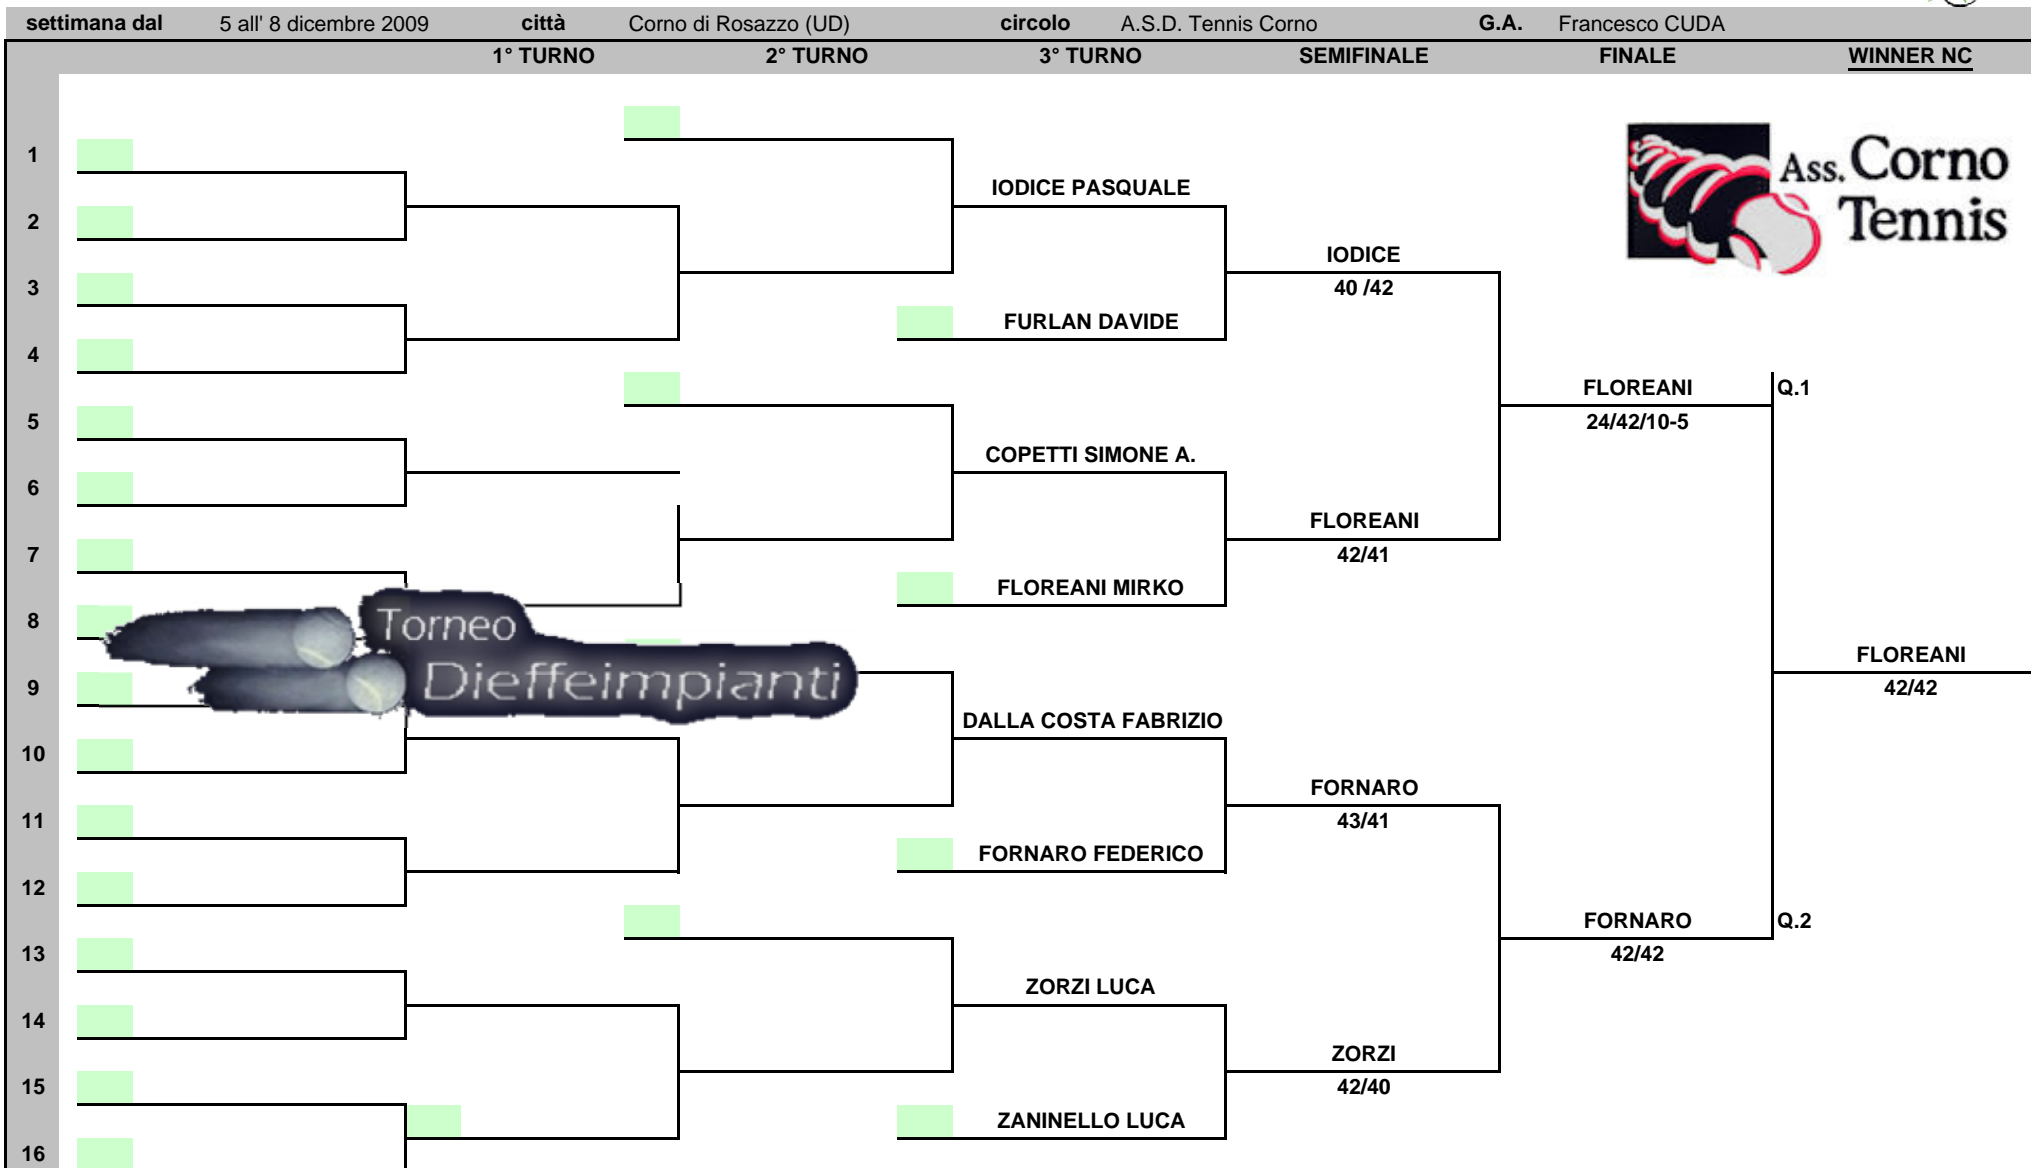 settimana dal 5 all' 8 dicembre 2009 città Corno di Rosazzo (UD) circolo A.S.D. Tennis Corno G.A. Francesco CUDA
1° TURNO 2° TURNO 3° TURNO SEMIFINALE FINALE WINNER NC
Ass. Corno
Tennis
1
IODICE PASQUALE
2
IODICE
3
40 /42
FURLAN DAVIDE
4
FLOREANI Q.1
5
24/42/10-5
COPETTI SIMONE A.
6
FLOREANI
7
42/41
FLOREANI MIRKO
8
Torneo
Dieffeimpianti
FLOREANI
9
42/42
DALLA COSTA FABRIZIO
10
FORNARO
11
43/41
FORNARO FEDERICO
12
FORNARO Q.2
13
42/42
ZORZI LUCA
14
ZORZI
15
42/40
ZANINELLO LUCA
16